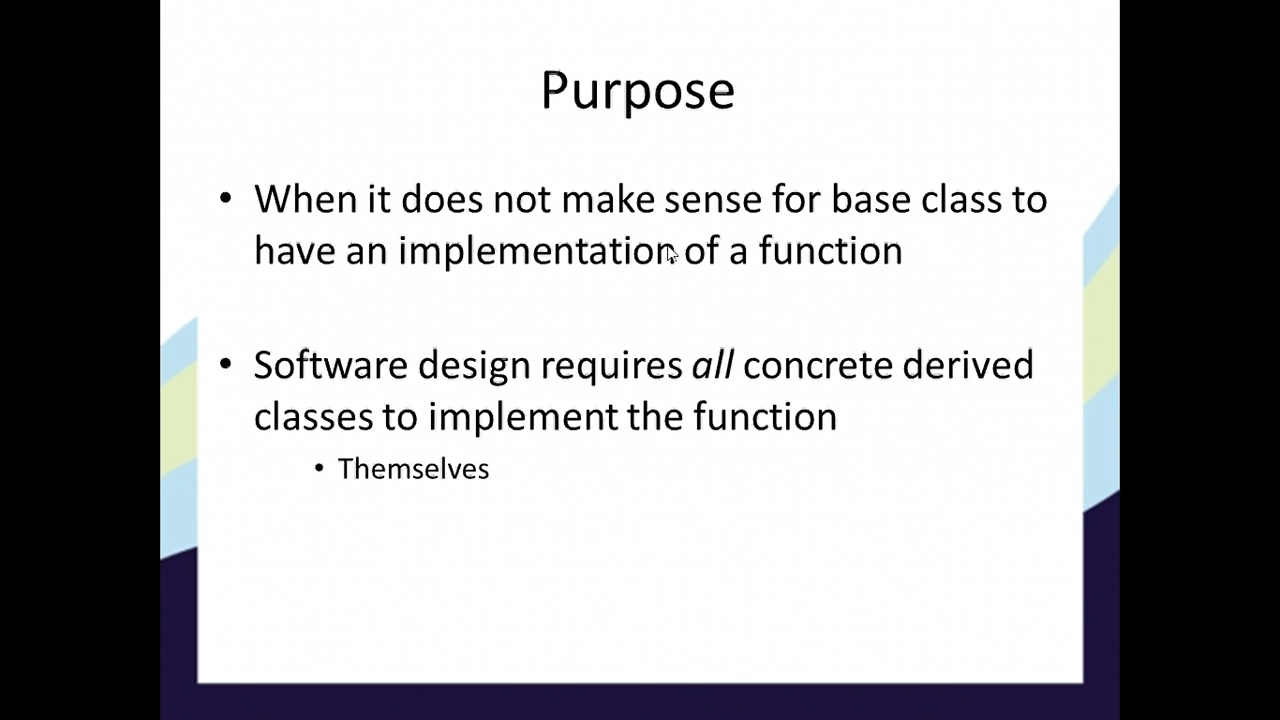 Purpose
• When it does not make sense for base class to
have an implementation of a function
• Software design requires all concrete derived
classes to implement the function
• Themselves